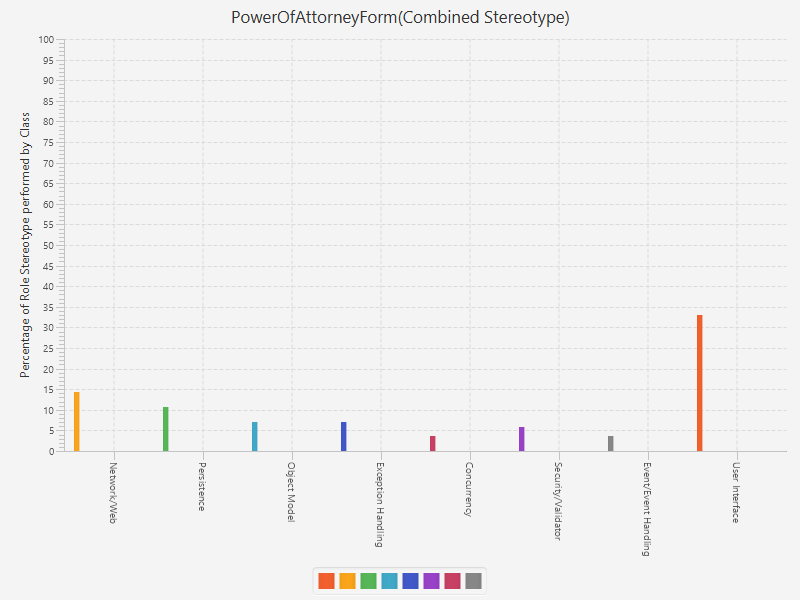 PowerOfAttorneyForm(Combined Stereotype)
Percentage of Role Stereotype performed by Class
100
95
90
85
80
75
70
65
60
55
50
45
40
35
30
25
20
15
10
5
0
Network/Web
Persistence
Object Model
Exception Handling
Concurrency
Security/Validator
Event/Event Handling
User Interface